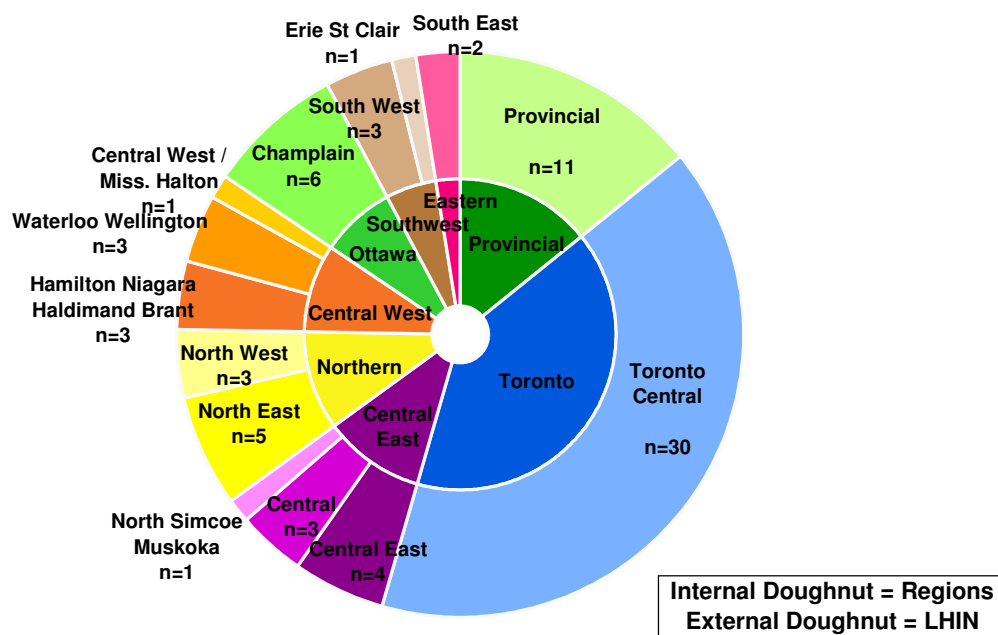 Erie St Clair
n=1
South East
n=2
South West
n=3
Provincial
n=11
Champlain
n=6
Central West /
Miss. Halton
n=1
Waterloo Wellington
n=3
Hamilton Niagara
Haldimand Brant
n=3
North West
n=3
North East
n=5
North Simcoe
Muskoka
n=1
Central
n=3
Central East
n=4
Toronto
Central
n=30
Eastern
Southwest
Ottawa
Provincial
Central West
Northern
Central
East
Toronto
Internal Doughnut = Regions
External Doughnut = LHIN